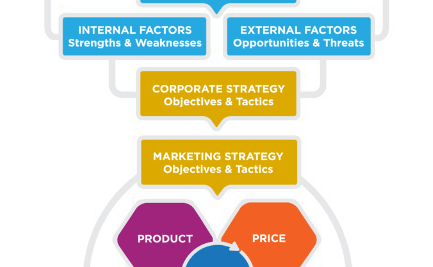 INTERNAL FACTORS
Strengths & Weaknesses
EXTERNAL FACTORS
Opportunities & Threats
CORPORATE STRATEGY
Objectives & Tactics
MARKETING STRATEGY
Objectives & Tactics
PRODUCT
PRICE